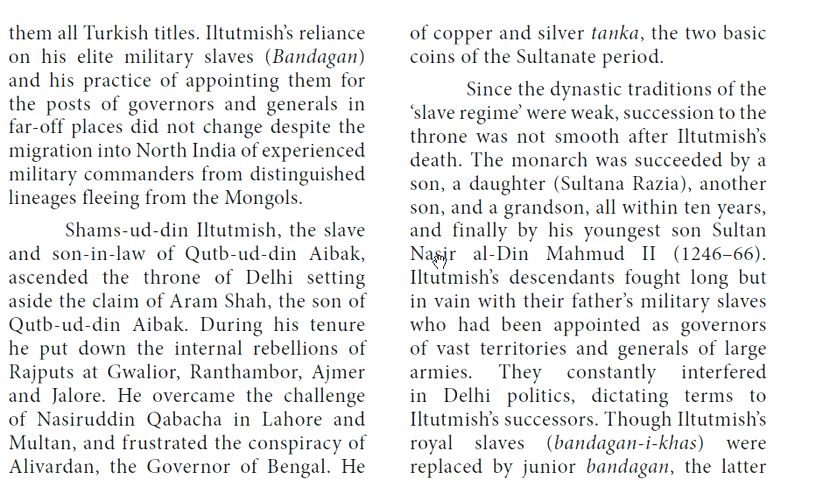 them all Turkish titles. Iltutmish's reliance
on his elite military slaves (Bandagan)
and his practice of appointing them for
the posts of governors and generals in
far-off places did not change despite the
migration into North India of experienced
military commanders from distinguished
lineages fleeing from the Mongols.
Shams-ud-din Iltutmish, the slave
and son-in-law of Qutb-ud-din Aibak,
ascended the throne of Delhi setting
aside the claim of Aram Shah, the son of
Qutb-ud-din Aibak. During his tenure
he put down the internal rebellions of
Rajputs at Gwalior, Ranthambor, Ajmer
and Jalore. He overcame the challenge
of Nasiruddin Qabacha in Lahore and
Multan, and frustrated the conspiracy of
Alivardan, the Governor of Bengal. He
of copper and silver tanka, the two basic
coins of the Sultanate period.
Since the dynastic traditions of the
‘slave regime’ were weak, succession to the
throne was not smooth after Iltutmish's
death. The monarch was succeeded by a
son, a daughter (Sultana Razia), another
son, and a grandson, all within ten years,
and finally by his youngest son Sultan
Nasir al-Din Mahmud II (1246–66).
Iltutmish's descendants fought long but
in vain with their father's military slaves
who had been appointed as governors
of vast territories and generals of large
armies. They constantly interfered
in Delhi politics, dictating terms to
Iltutmish's successors. Though Iltutmish's
royal slaves (bandagan-i-khas) were
replaced by junior bandagan, the latter